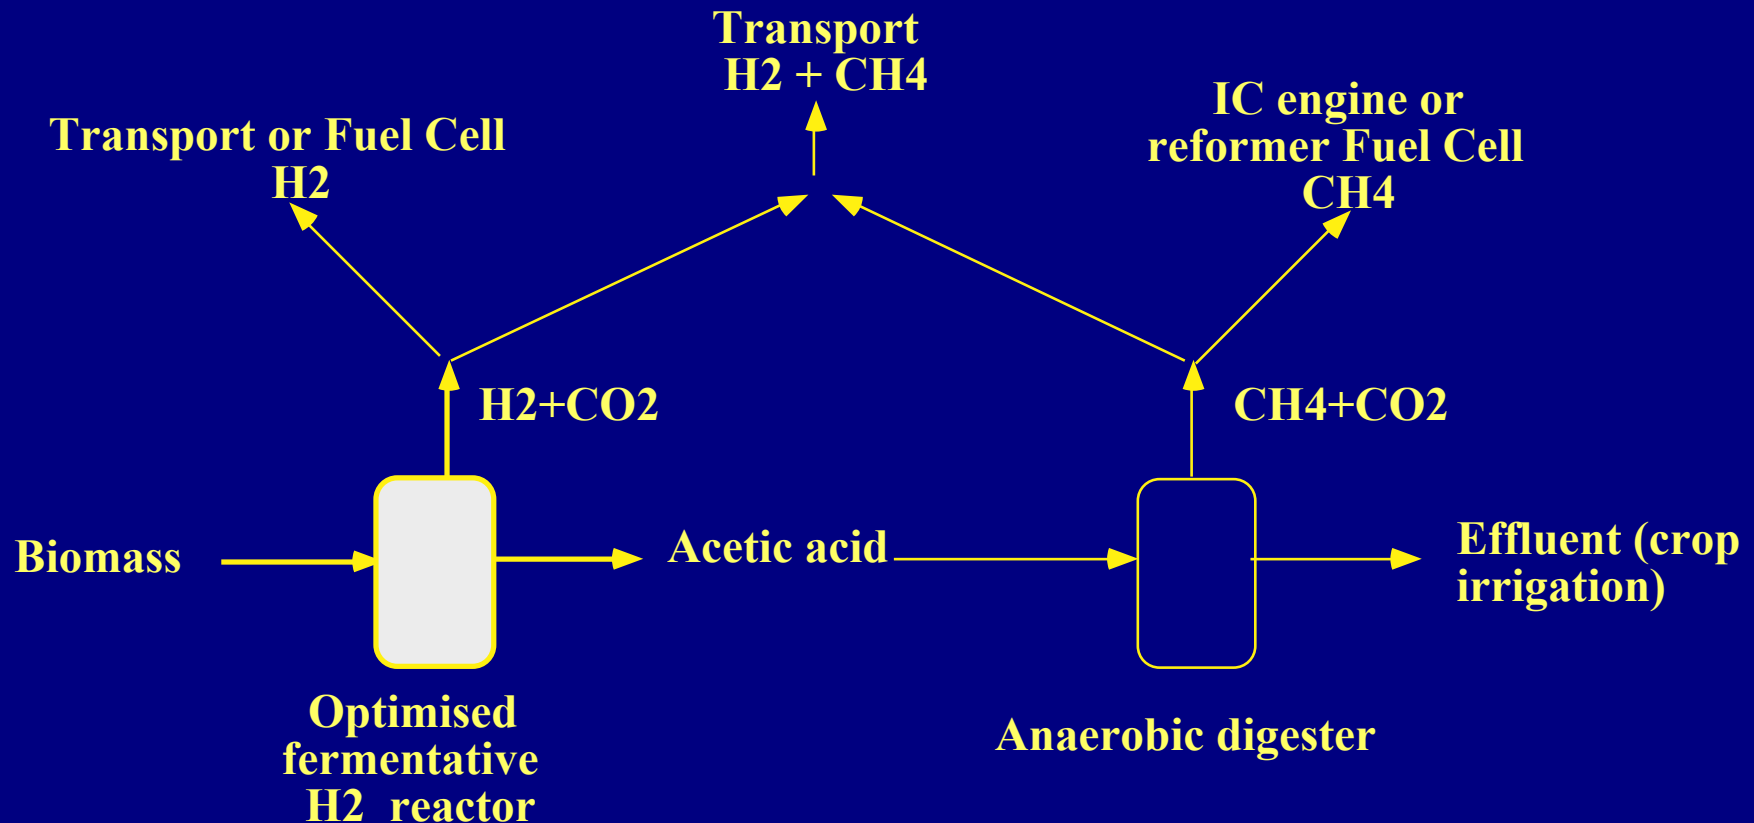 Transport
H2 + CH4
IC engine or
reformer Fuel Cell
CH4
Transport or Fuel Cell
H2
H2+CO2
CH4+CO2
Biomass
Acetic acid
Effluent (crop
irrigation)
Optimised
fermentative
H2 reactor
Anaerobic digester